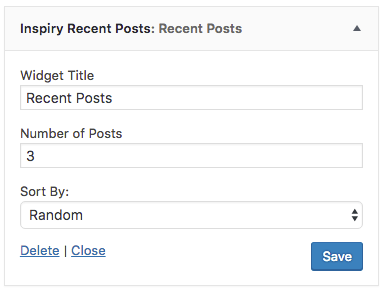 Inspiry Recent Posts: Recent Posts
Widget Title
Recent Posts
Number of Posts
3
Sort By:
Random
Delete | Close
Save